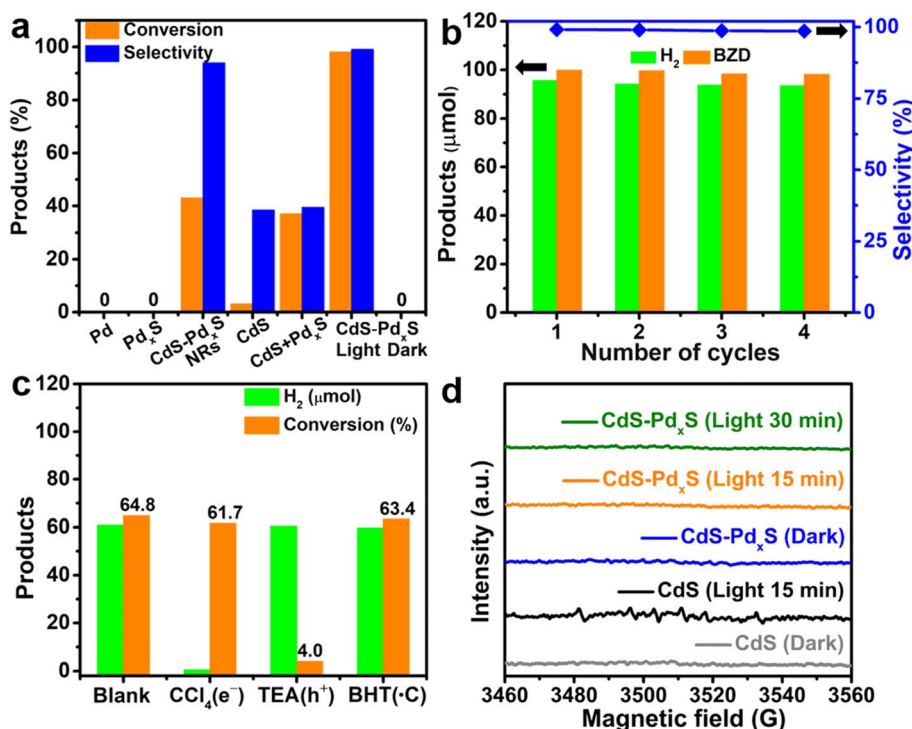 a
Conversion
Selectivity
Products (%)
100
80
60
40
20
0
0
0
0
Pd
PdₓS
CdS-PdₓS
NRs
CdS
CdS+PdₓS
CdS-PdₓS
Light Dark
b
H₂
BZD
Products (μmol)
120
100
80
60
40
20
0
Selectivity (%)
100
75
50
25
0
1 2 3 4
Number of cycles
c
H₂ (μmol)
Conversion (%)
Products
120
100
80
60
40
20
0
64.8
61.7
4.0
63.4
Blank CCl₄(e⁻) TEA(h⁺) BHT(·C)
d
Intensity (a.u.)
CdS-PdₓS (Light 30 min)
CdS-PdₓS (Light 15 min)
CdS-PdₓS (Dark)
CdS (Light 15 min)
CdS (Dark)
3460 3480 3500 3520 3540 3560
Magnetic field (G)